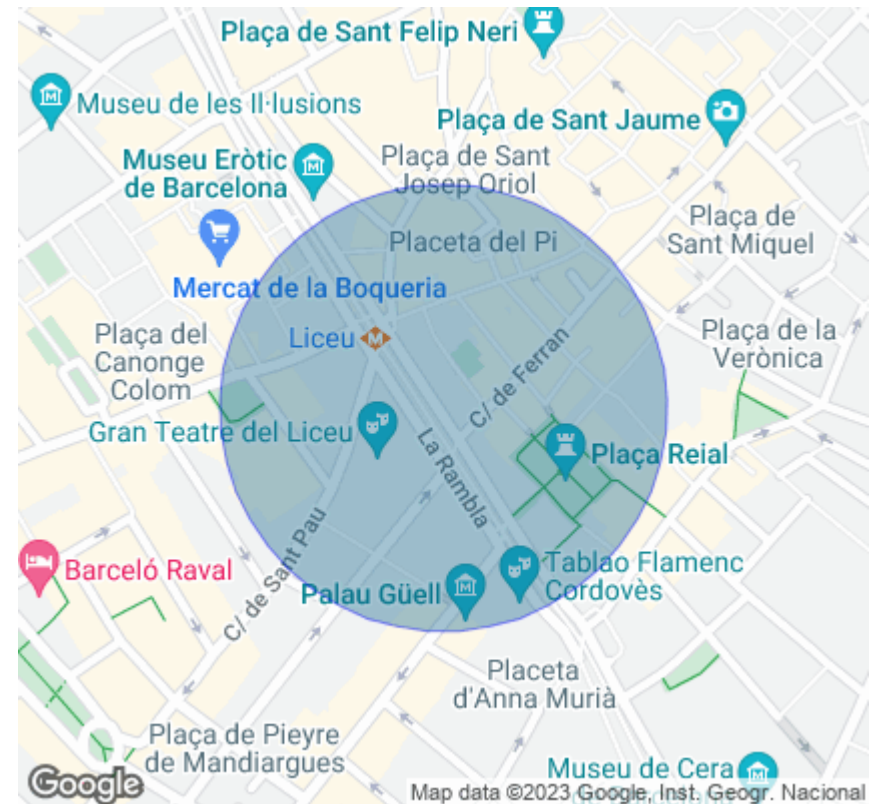 Plaça de Sant Felip Neri
Museu de les Il·lusions
Plaça de Sant Jaume
Museu Eròtic
de Barcelona
Plaça de Sant
Josep Oriol
Plaça de
Sant Miquel
Placeta del Pi
Mercat de la Boqueria
Plaça del
Canonge
Colom
Liceu
M
C/ de Ferran
Plaça de la
Verònica
Gran Teatre del Liceu
La Rambla
Plaça Reial
C/ de Sant Pau
Barceló Raval
Palau Güell
Tablao Flamenc
Cordovès
Placeta
d'Anna Murià
Plaça de Pieyre
de Mandiargues
Museu de Cera
Google
Map data ©2023 Google, Inst. Geogr. Nacional